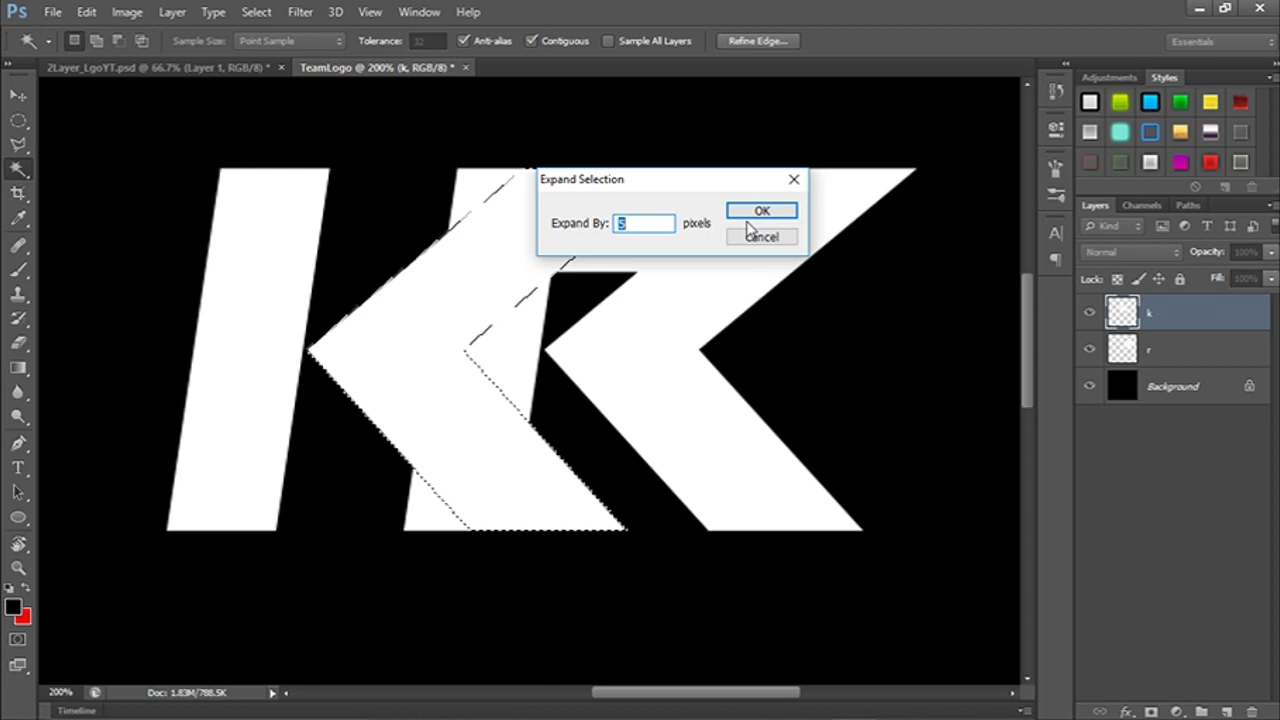 Ps File Edit Image Layer Type Select Filter 3D View Window Help
Sample Size: Point Sample Tolerance: 32 Anti-alias Contiguous Sample All Layers Refine Edge... Essentials
2Layer_LgoYT.psd @ 66.7% (Layer 1, RGB/8) * × TeamLogo @ 200% (k, RGB/8) * ×
Adjustments Styles
Expand Selection
Expand By: 5 pixels OK
Cancel
Layers Channels Paths
Kind
Normal Opacity: 100%
Lock: Fill: 100%
k
r
Background
KR
200% Doc: 1.83M/788.5K
Timeline